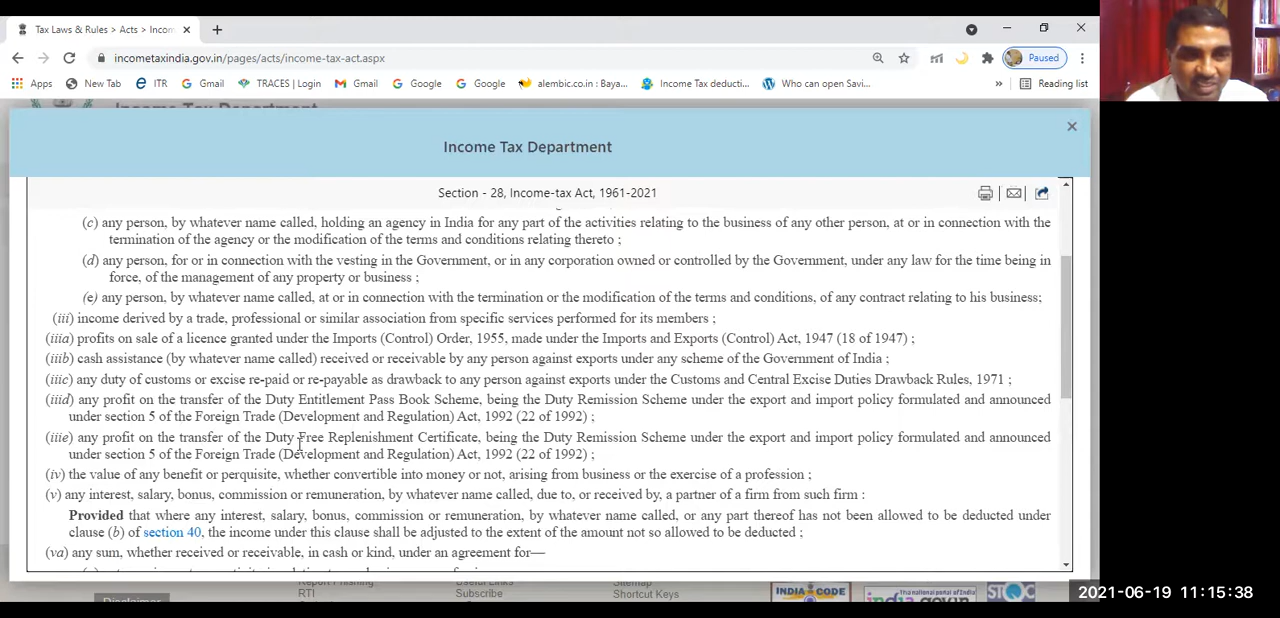 Tax Laws & Rules > Acts > Incom
incometaxindia.gov.in/pages/acts/income-tax-act.aspx
Paused
Apps
New Tab
ITR
Gmail
TRACES | Login
Gmail
Google
Google
alembic.co.in : Baya...
Income Tax deducti...
Who can open Savi...
»
Reading list
Income Tax Department
Income Tax Department
Section - 28, Income-tax Act, 1961-2021
(c) any person, by whatever name called, holding an agency in India for any part of the activities relating to the business of any other person, at or in connection with the
termination of the agency or the modification of the terms and conditions relating thereto ;
(d) any person, for or in connection with the vesting in the Government, or in any corporation owned or controlled by the Government, under any law for the time being in
force, of the management of any property or business ;
(e) any person, by whatever name called, at or in connection with the termination or the modification of the terms and conditions, of any contract relating to his business;
(iii) income derived by a trade, professional or similar association from specific services performed for its members ;
(iiia) profits on sale of a licence granted under the Imports (Control) Order, 1955, made under the Imports and Exports (Control) Act, 1947 (18 of 1947) ;
(iiib) cash assistance (by whatever name called) received or receivable by any person against exports under any scheme of the Government of India ;
(iiic) any duty of customs or excise re-paid or re-payable as drawback to any person against exports under the Customs and Central Excise Duties Drawback Rules, 1971 ;
(iiid) any profit on the transfer of the Duty Entitlement Pass Book Scheme, being the Duty Remission Scheme under the export and import policy formulated and announced
under section 5 of the Foreign Trade (Development and Regulation) Act, 1992 (22 of 1992) ;
(iiie) any profit on the transfer of the Duty Free Replenishment Certificate, being the Duty Remission Scheme under the export and import policy formulated and announced
under section 5 of the Foreign Trade (Development and Regulation) Act, 1992 (22 of 1992) ;
(iv) the value of any benefit or perquisite, whether convertible into money or not, arising from business or the exercise of a profession ;
(v) any interest, salary, bonus, commission or remuneration, by whatever name called, due to, or received by, a partner of a firm from such firm :
Provided that where any interest, salary, bonus, commission or remuneration, by whatever name called, or any part thereof has not been allowed to be deducted under
clause (b) of section 40, the income under this clause shall be adjusted to the extent of the amount not so allowed to be deducted ;
(va) any sum, whether received or receivable, in cash or kind, under an agreement for—
Report Phishing
Useful Links
Sitemap
Disclaimer
RTI
Subscribe
Shortcut Keys
INDIA CODE
STQC
2021-06-19 11:15:38